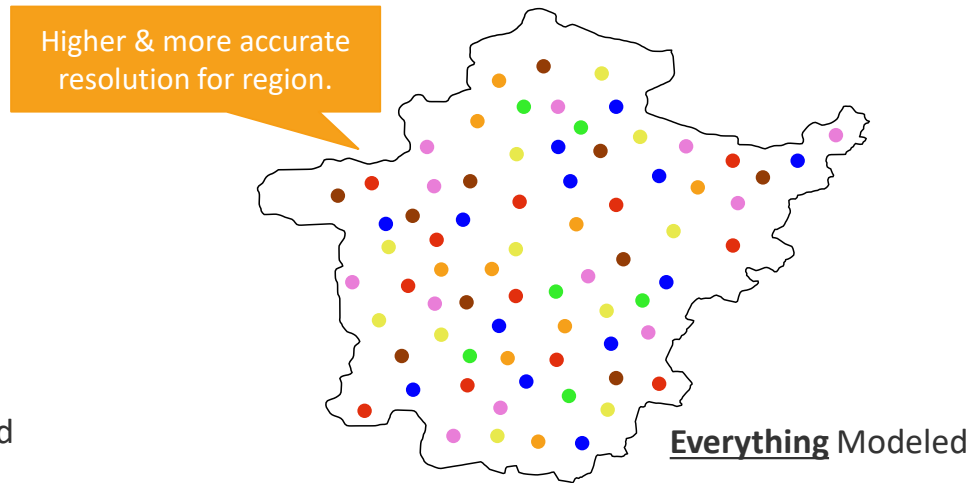 Higher & more accurate
resolution for region.
d
Everything Modeled